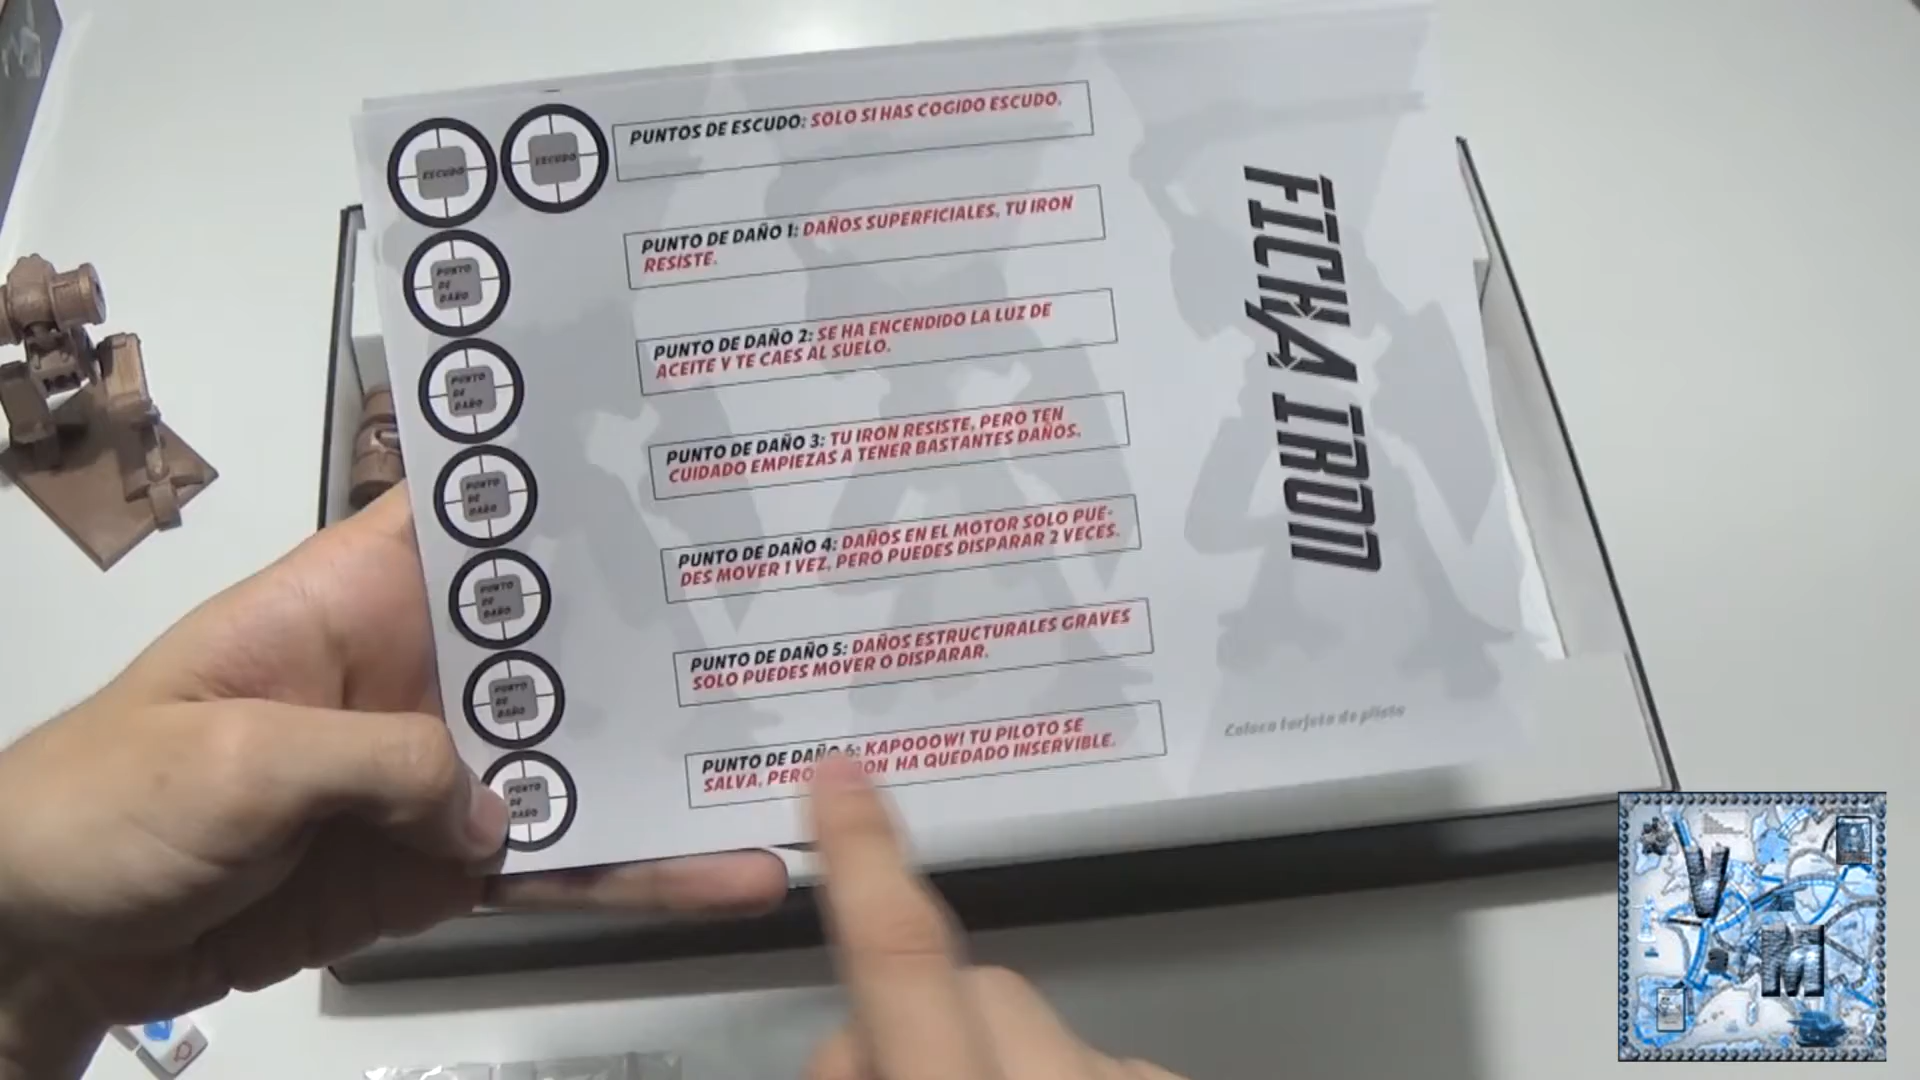 ESCUDO
ESCUDO
PUNTOS DE ESCUDO: SOLO SI HAS COGIDO ESCUDO.
PUNTO
DE
DAÑO
PUNTO DE DAÑO 1: DAÑOS SUPERFICIALES, TU IRON
RESISTE.
PUNTO
DE
DAÑO
PUNTO DE DAÑO 2: SE HA ENCENDIDO LA LUZ DE
ACEITE Y TE CAES AL SUELO.
PUNTO
DE
DAÑO
PUNTO DE DAÑO 3: TU IRON RESISTE, PERO TEN
CUIDADO EMPIEZAS A TENER BASTANTES DAÑOS.
PUNTO
DE
DAÑO
PUNTO DE DAÑO 4: DAÑOS EN EL MOTOR SOLO PUE-
DES MOVER 1 VEZ, PERO PUEDES DISPARAR 2 VECES.
PUNTO
DE
DAÑO
PUNTO DE DAÑO 5: DAÑOS ESTRUCTURALES GRAVES
SOLO PUEDES MOVER O DISPARAR.
PUNTO
DE
DAÑO
PUNTO DE DAÑO 6: KAPOOOW! TU PILOTO SE
SALVA, PERO HA QUEDADO INSERVIBLE.
FICHA IRON
Coloca tarjeta de piloto
V
M